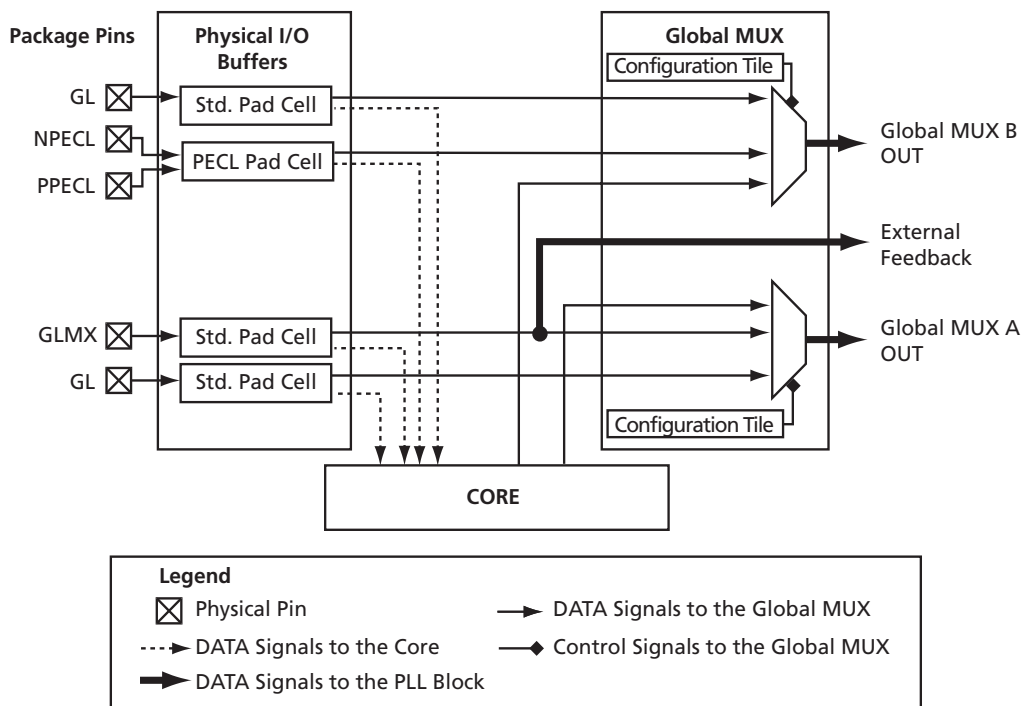 Package Pins
Physical I/O
Buffers
Global MUX
Configuration Tile
GL
Std. Pad Cell
NPECL
PECL Pad Cell
PPECL
Global MUX B
OUT
External
Feedback
GLMX
Std. Pad Cell
Global MUX A
OUT
GL
Std. Pad Cell
Configuration Tile
CORE
Legend
Physical Pin
DATA Signals to the Global MUX
DATA Signals to the Core
Control Signals to the Global MUX
DATA Signals to the PLL Block